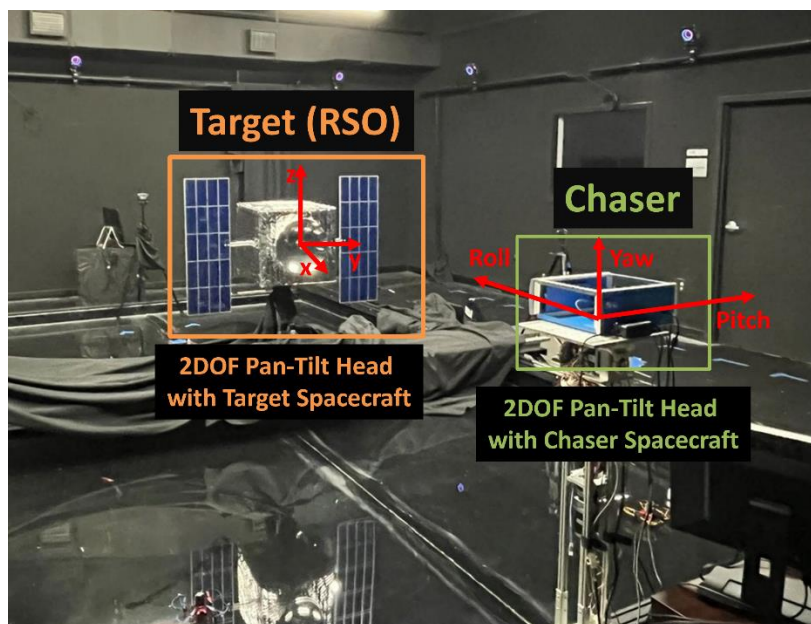 Target (RSO)
z
y
x
2DOF Pan-Tilt Head
with Target Spacecraft
Chaser
Roll
Yaw
Pitch
2DOF Pan-Tilt Head
with Chaser Spacecraft